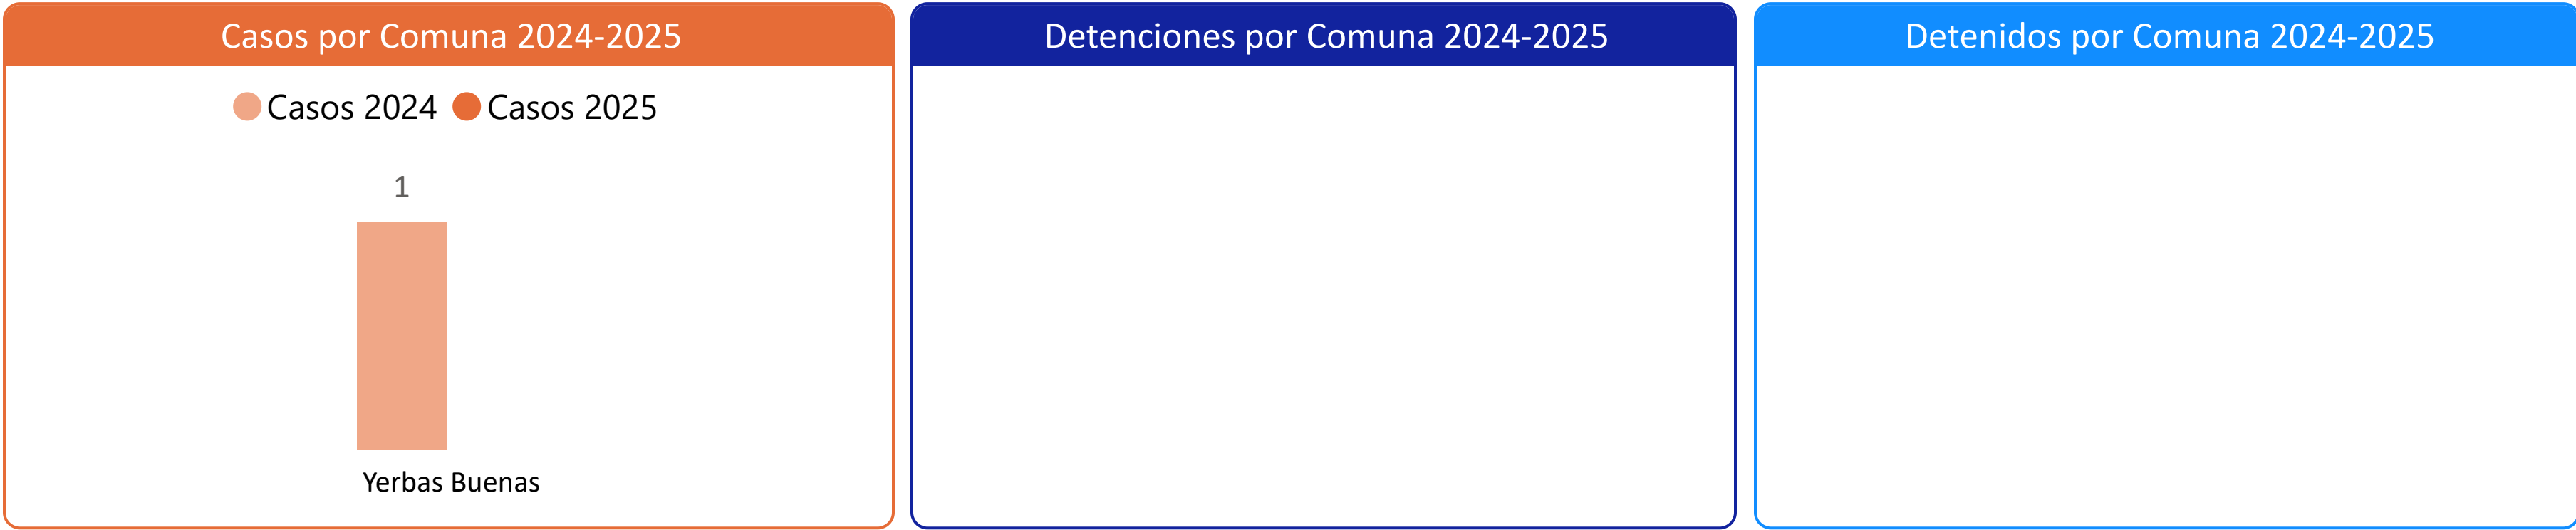 Casos por Comuna 2024-2025
Casos 2024 Casos 2025
1
Yerbas Buenas
Detenciones por Comuna 2024-2025
Detenidos por Comuna 2024-2025